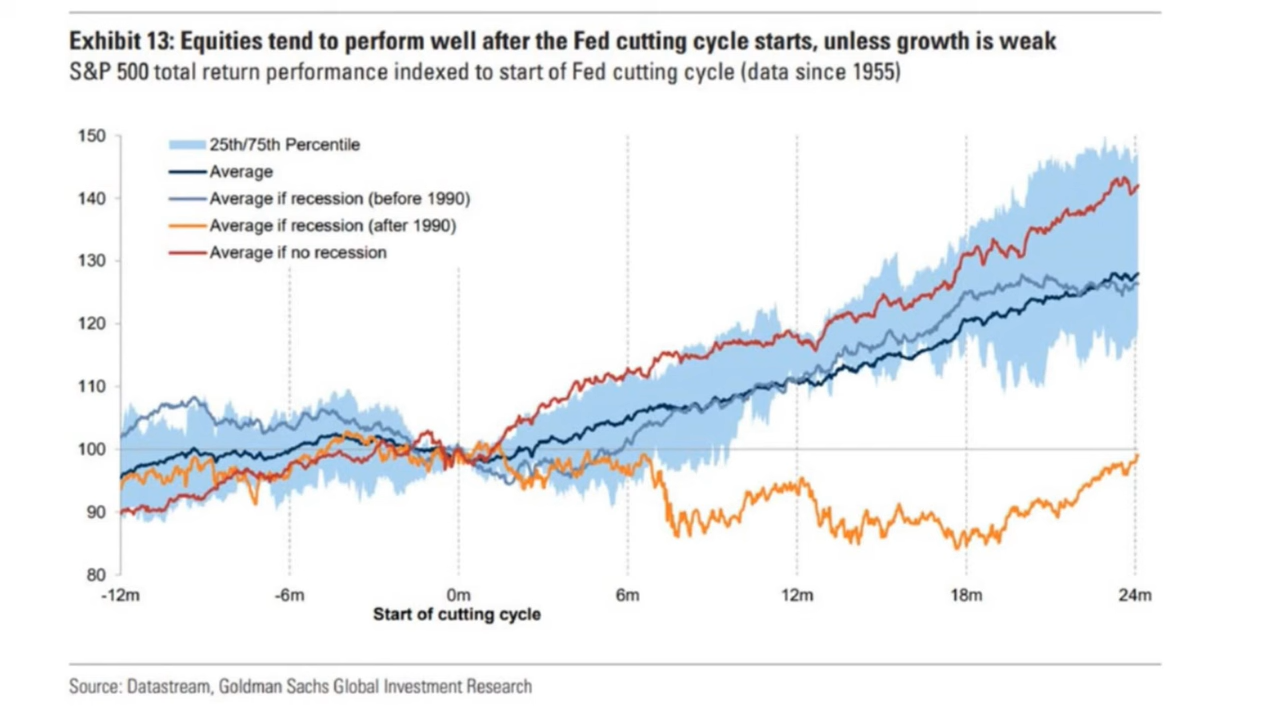 Exhibit 13: Equities tend to perform well after the Fed cutting cycle starts, unless growth is weak
S&P 500 total return performance indexed to start of Fed cutting cycle (data since 1955)
150
140
130
120
110
100
90
80
25th/75th Percentile
Average
Average if recession (before 1990)
Average if recession (after 1990)
Average if no recession
-12m -6m 0m 6m 12m 18m 24m
Start of cutting cycle
Source: Datastream, Goldman Sachs Global Investment Research